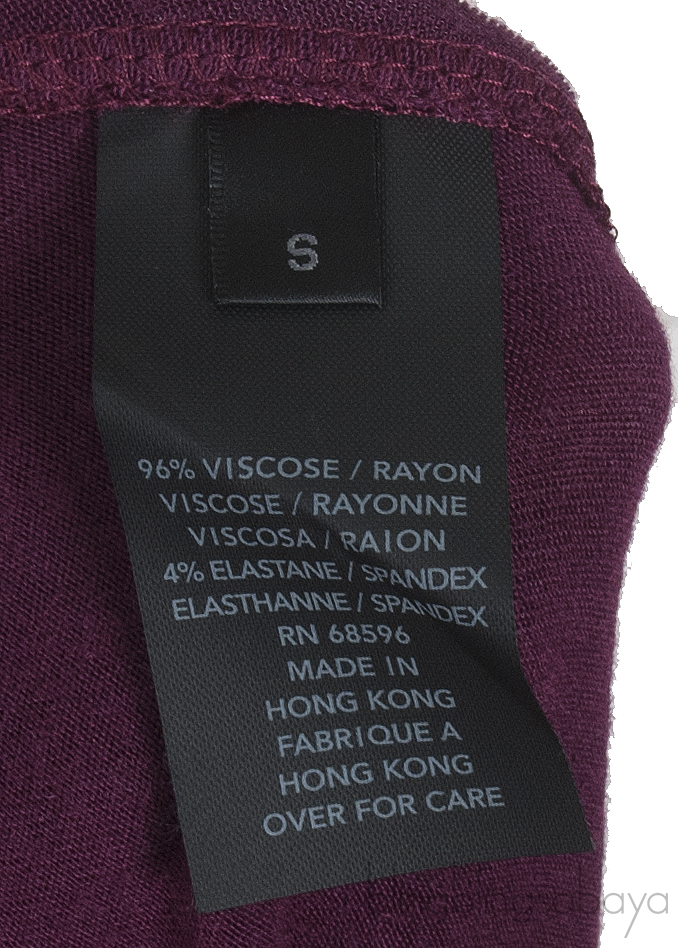 S
96% VISCOSE / RAYON
VISCOSE / RAYONNE
VISCOSA / RAION
4% ELASTANE / SPANDEX
ELASTHANNE / SPANDEX
RN 68596
MADE IN
HONG KONG
FABRIQUE A
HONG KONG
OVER FOR CARE